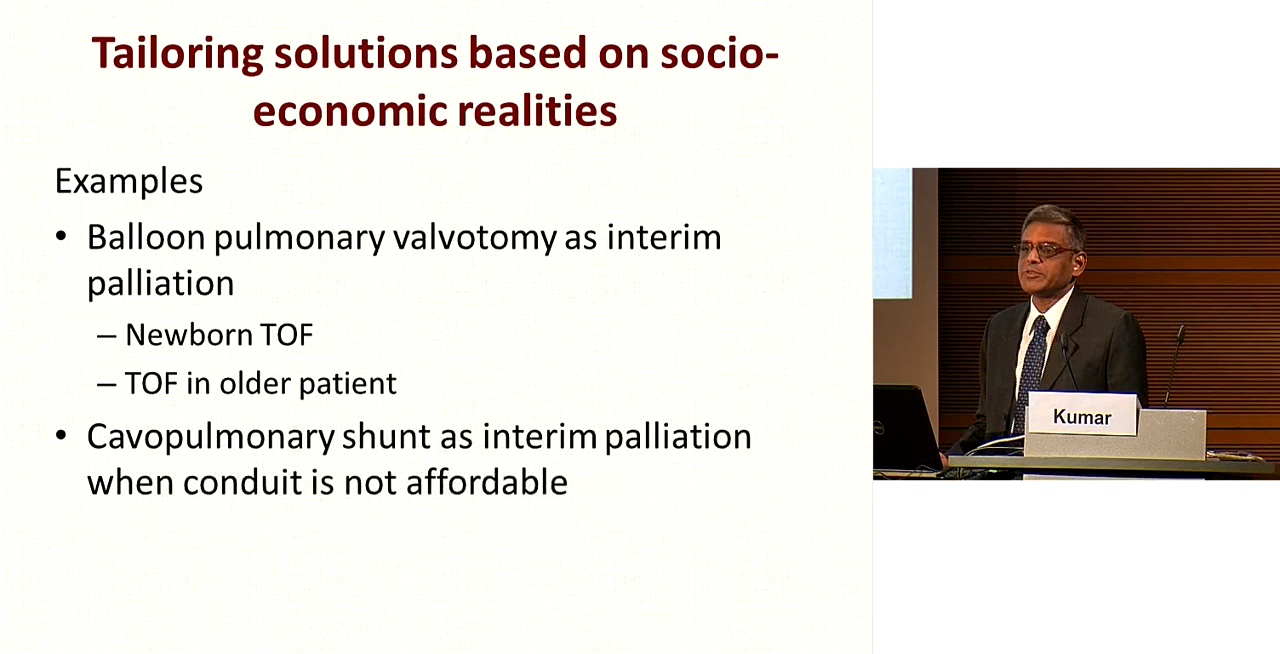 Tailoring solutions based on socio-
economic realities
Examples
• Balloon pulmonary valvotomy as interim
palliation
– Newborn TOF
– TOF in older patient
• Cavopulmonary shunt as interim palliation
when conduit is not affordable
Kumar